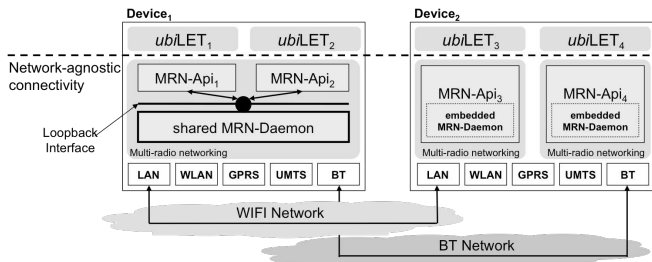 Device₁
Device₂
ubiLET₁
ubiLET₂
ubiLET₃
ubiLET₄
Network-agnostic
connectivity
MRN-Api₁
MRN-Api₂
MRN-Api₃
MRN-Api₄
embedded
MRN-Daemon
embedded
MRN-Daemon
shared MRN-Daemon
Loopback
Interface
Multi-radio networking
Multi-radio networking
Multi-radio networking
LAN
WLAN
GPRS
UMTS
BT
LAN
WLAN
GPRS
UMTS
BT
WIFI Network
BT Network